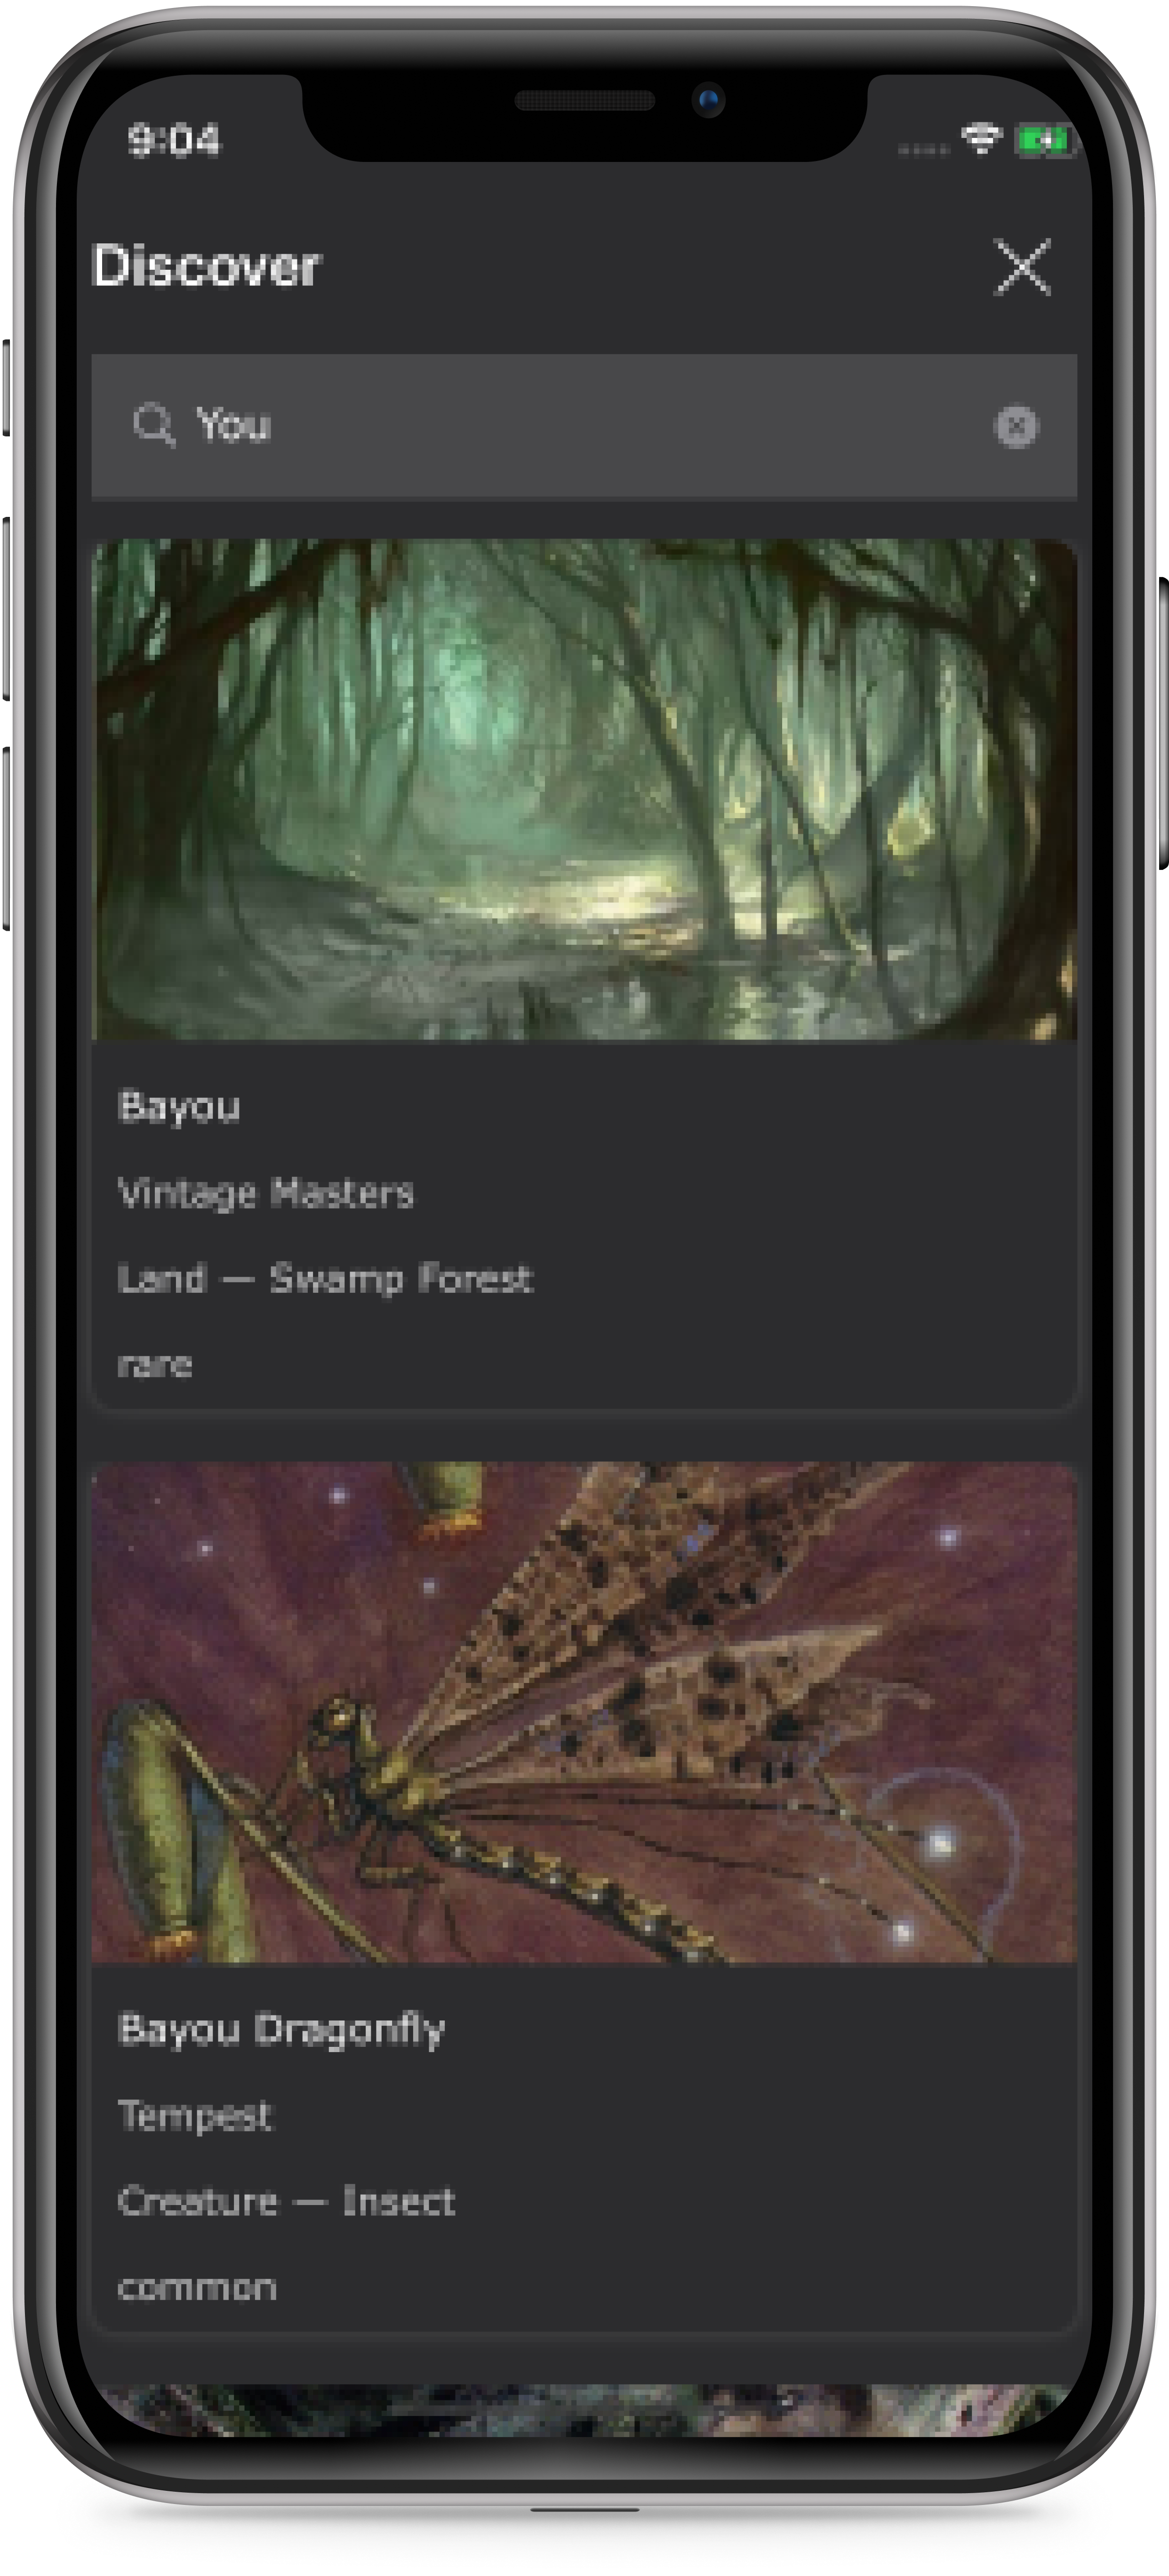 9:04
Discover
You
Bayou
Vintage Masters
Land — Swamp Forest
rare
Bayou Dragonfly
Tempest
Creature — Insect
common